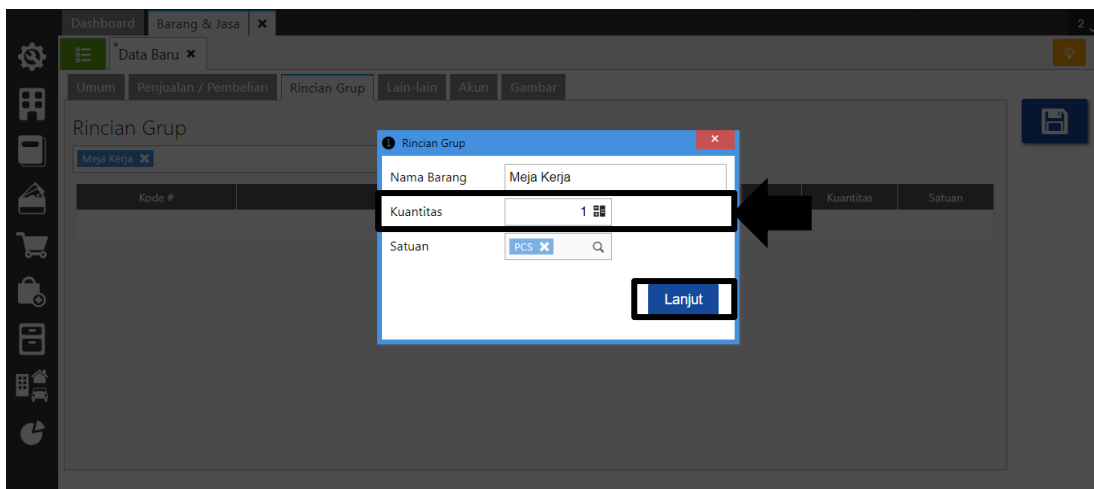 Dashboard Barang & Jasa
2
*Data Baru
Umum Penjualan / Pembelian Rincian Grup Lain-lain Akun Gambar
Rincian Grup
Meja Kerja
Kode # Kuantitas Satuan
Rincian Grup
Nama Barang Meja Kerja
Kuantitas 1
Satuan PCS
Lanjut